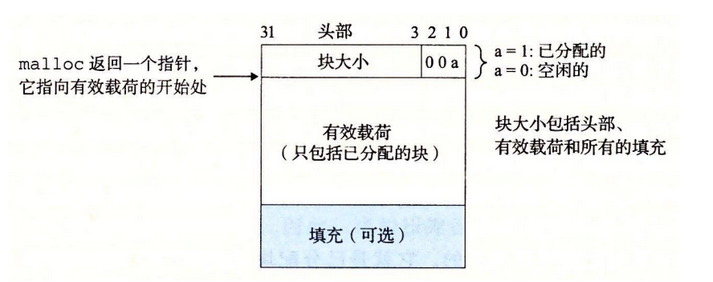 31 头部 3 2 1 0
malloc 返回一个指针，
它指向有效载荷的开始处
块大小
0 0 a
a = 1: 已分配的
a = 0: 空闲的
有效载荷
（只包括已分配的块）
块大小包括头部、
有效载荷和所有的填充
填充（可选）